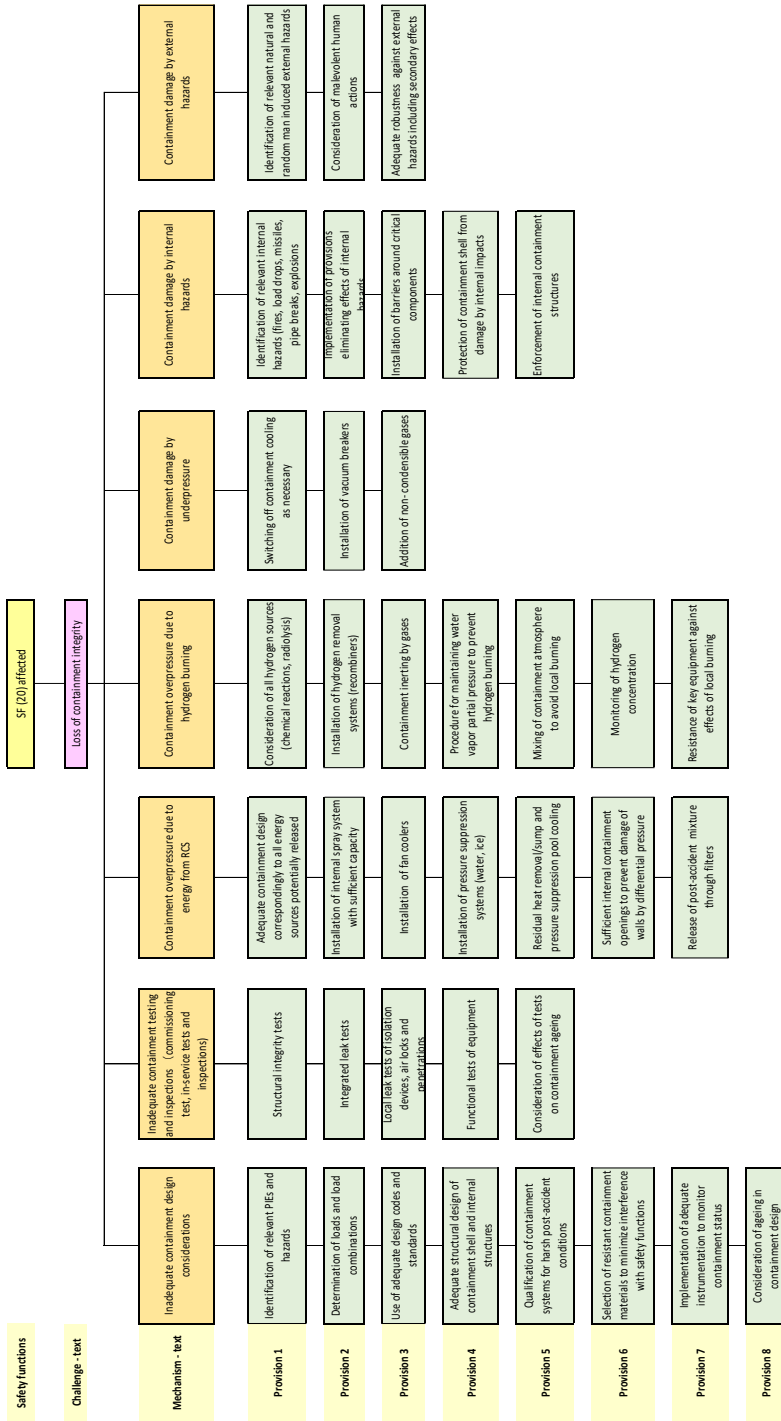 Safety functions
SF (20) affected
Challenge - text
Loss of containment integrity
Mechanism - text
Inadequate containment design
considerations
Inadequate containment testing
and inspections (commissioning
test, in-service tests and
inspections)
Containment overpressure due to
energy from RCS
Containment overpressure due to
hydrogen burning
Containment damage by
underpressure
Containment damage by internal
hazards
Containment damage by external
hazards
Provision 1
Identification of relevant PIEs and
hazards
Structural integrity tests
Adequate containment design
correspondingly to all energy
sources potentially released
Consideration of all hydrogen sources
(chemical reactions, radiolysis)
Switching off containment cooling
as necessary
Identification of relevant internal
hazards (fires, load drops, missiles,
pipe breaks, explosions
Identification of relevant natural and
random man induced external hazards
Provision 2
Determination of loads and load
combinations
Integrated leak tests
Installation of internal spray system
with sufficient capacity
Installation of hydrogen removal
systems (recombiners)
Installation of vacuum breakers
Implementation of provisions
eliminating effects of internal
hazards
Consideration of malevolent human
actions
Provision 3
Use of adequate design codes and
standards
Local leak tests of isolation
devices, air locks and
penetrations
Installation of fan coolers
Containment inerting by gases
Addition of non-condensible gases
Installation of barriers around critical
components
Adequate robustness against external
hazards including secondary effects
Provision 4
Adequate structural design of
containment shell and internal
structures
Functional tests of equipment
Installation of pressure suppression
systems (water, ice)
Procedure for maintaining water
vapor partial pressure to prevent
hydrogen burning
Protection of containment shell from
damage by internal impacts
Provision 5
Qualification of containment
systems for harsh post-accident
conditions
Consideration of effects of tests
on containment ageing
Residual heat removal/sump and
pressure suppression pool cooling
Mixing of containment atmosphere
to avoid local burning
Enforcement of internal containment
structures
Provision 6
Selection of resistant containment
materials to minimize interference
with safety functions
Sufficient internal containment
openings to prevent damage of
walls by differential pressure
Monitoring of hydrogen
concentration
Provision 7
Implementation of adequate
instrumentation to monitor
containment status
Release of post-accident mixture
through filters
Resistance of key equipment against
effects of local burning
Provision 8
Consideration of ageing in
containment design